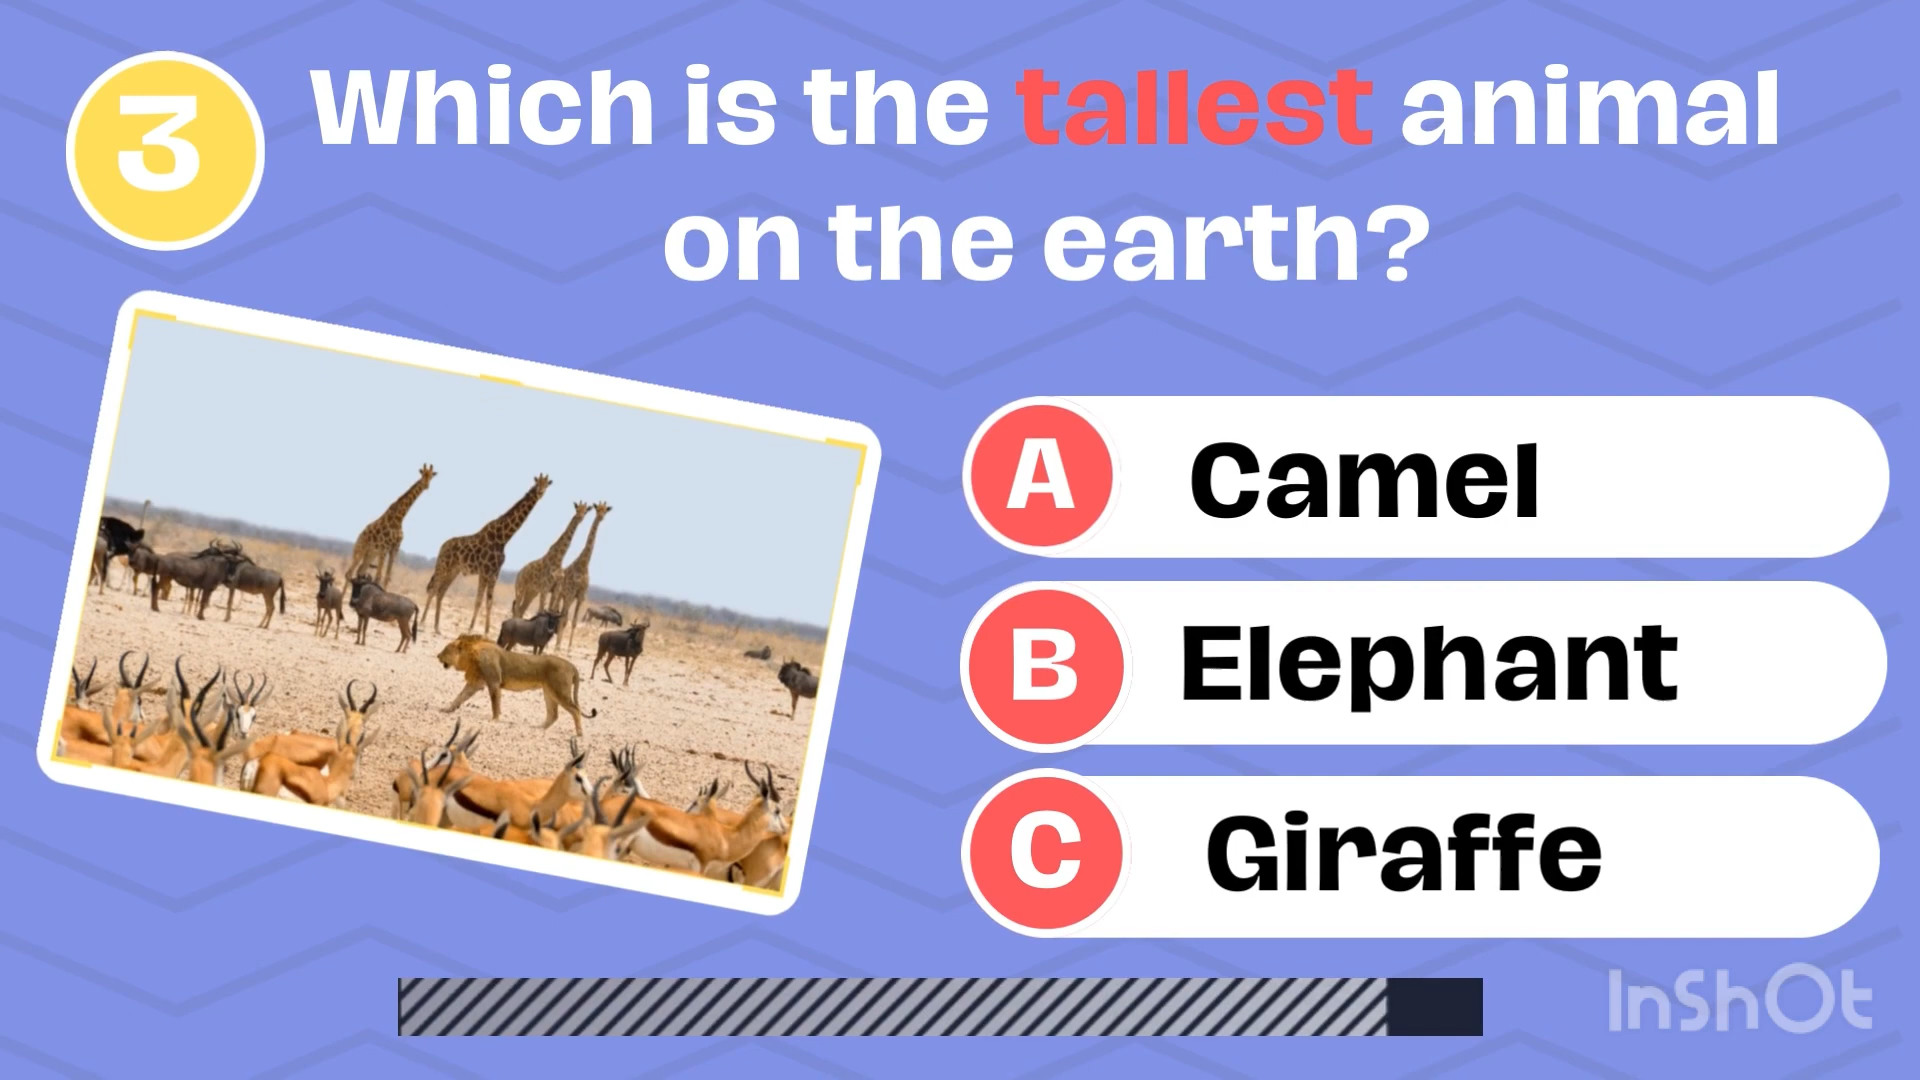 3
Which is the tallest animal
on the earth?
A Camel
B Elephant
C Giraffe
InShOt